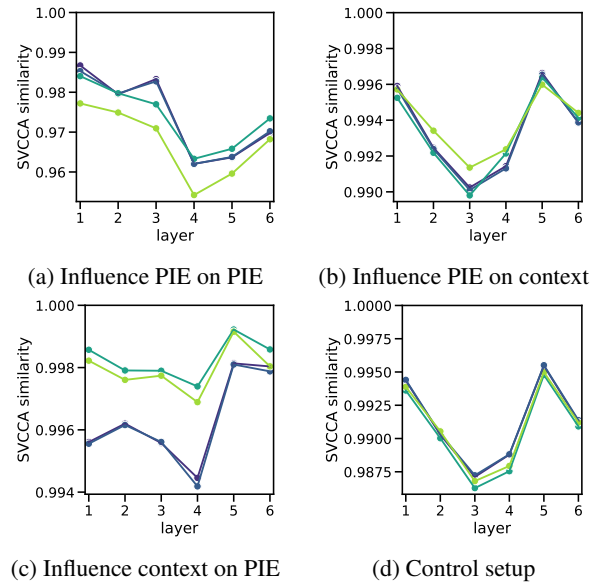 1.00
0.99
0.98
0.97
0.96
SVCCA similarity
1 2 3 4 5 6
layer
(a) Influence PIE on PIE
0.998
0.996
0.994
0.992
0.990
SVCCA similarity
1 2 3 4 5 6
layer
(b) Influence PIE on context
1.000
0.998
0.996
0.994
SVCCA similarity
1 2 3 4 5 6
layer
(c) Influence context on PIE
1.0000
0.9975
0.9950
0.9925
0.9900
0.9875
SVCCA similarity
1 2 3 4 5 6
layer
(d) Control setup